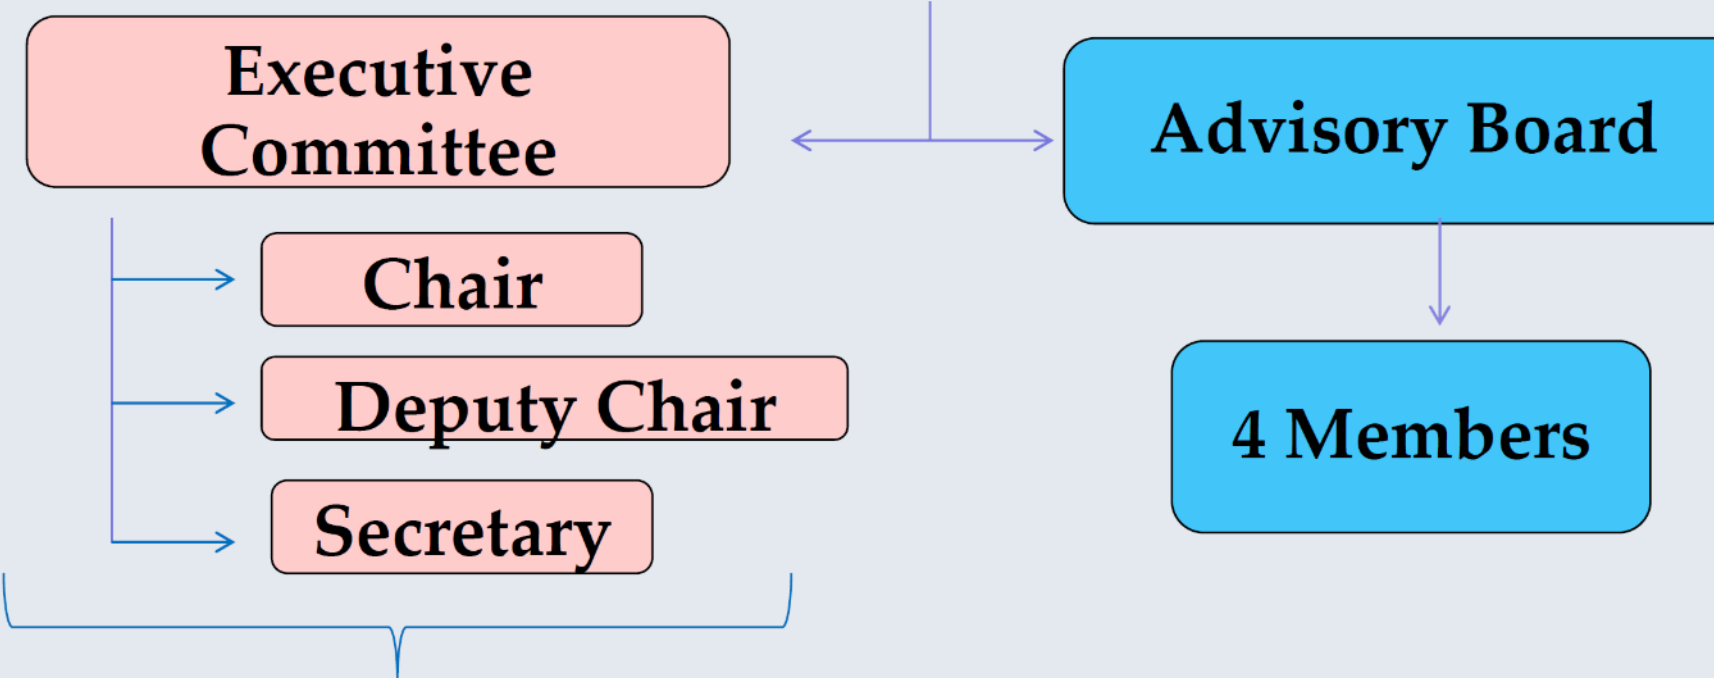 Executive
Committee
Advisory Board
Chair
Deputy Chair
Secretary
4 Members